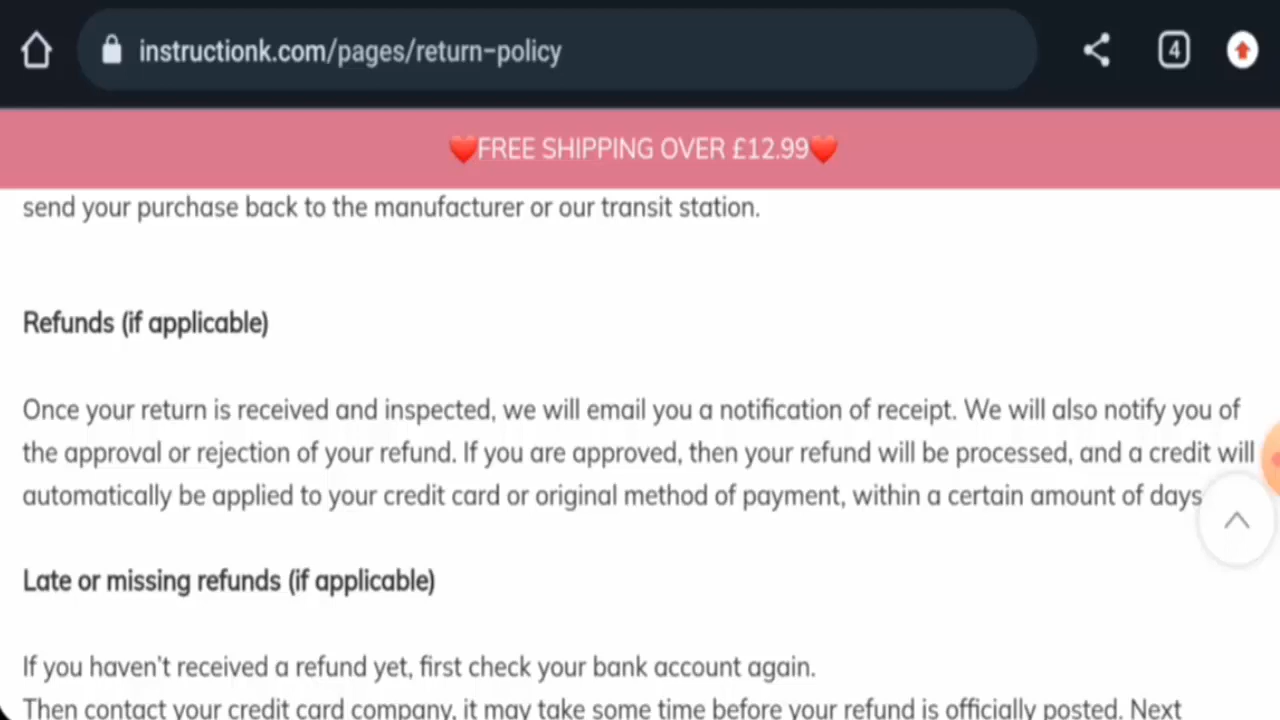 instructionk.com/pages/return-policy
4
❤️FREE SHIPPING OVER £12.99❤️
send your purchase back to the manufacturer or our transit station.
Refunds (if applicable)
Once your return is received and inspected, we will email you a notification of receipt. We will also notify you of
the approval or rejection of your refund. If you are approved, then your refund will be processed, and a credit will
automatically be applied to your credit card or original method of payment, within a certain amount of days
Late or missing refunds (if applicable)
If you haven't received a refund yet, first check your bank account again.
Then contact your credit card company, it may take some time before your refund is officially posted. Next